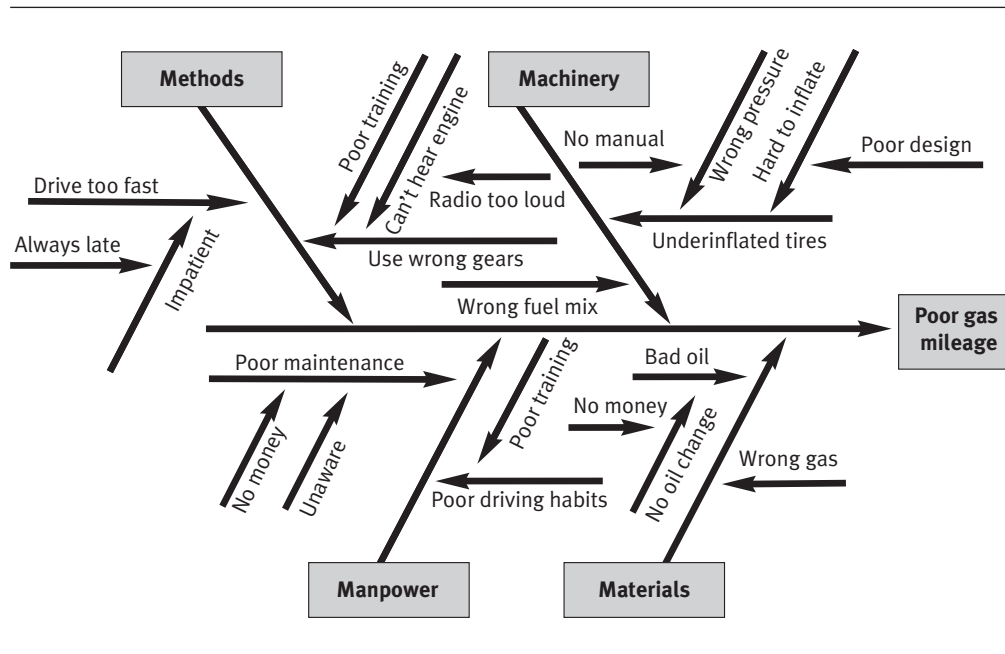 Methods
Machinery
Poor training
Can't hear engine
No manual
Wrong pressure
Hard to inflate
Poor design
Drive too fast
Radio too loud
Always late
Impatient
Use wrong gears
Underinflated tires
Wrong fuel mix
Poor gas
mileage
Poor maintenance
Poor training
Bad oil
No money
No money
Unaware
No oil change
Wrong gas
Poor driving habits
Manpower
Materials